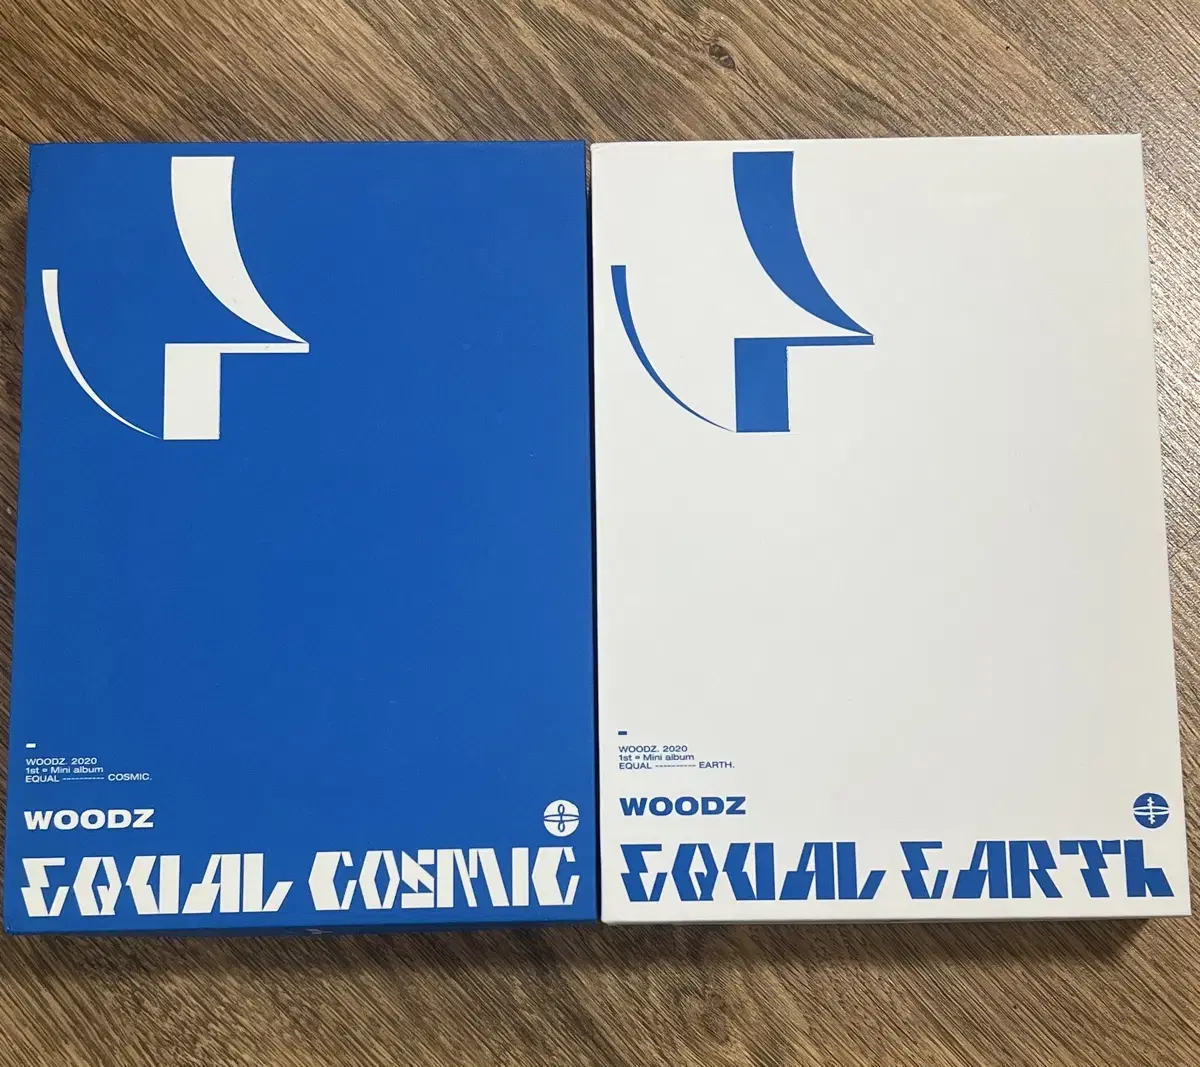 WOODZ. 2020
1st = Mini album
EQUAL ---------- COSMIC.
WOODZ
EQUAL COSMIC
WOODZ. 2020
1st = Mini album
EQUAL ---------- EARTH.
WOODZ
EQUAL EARTH